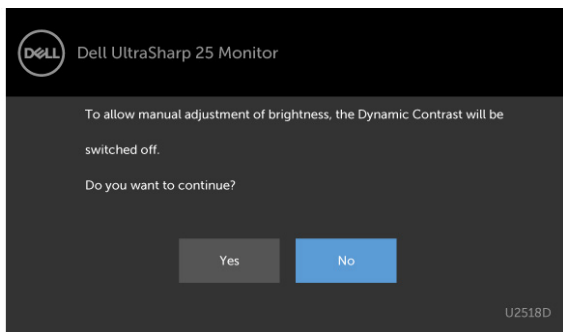 DELL
Dell UltraSharp 25 Monitor
To allow manual adjustment of brightness, the Dynamic Contrast will be
switched off.
Do you want to continue?
Yes
No
U2518D